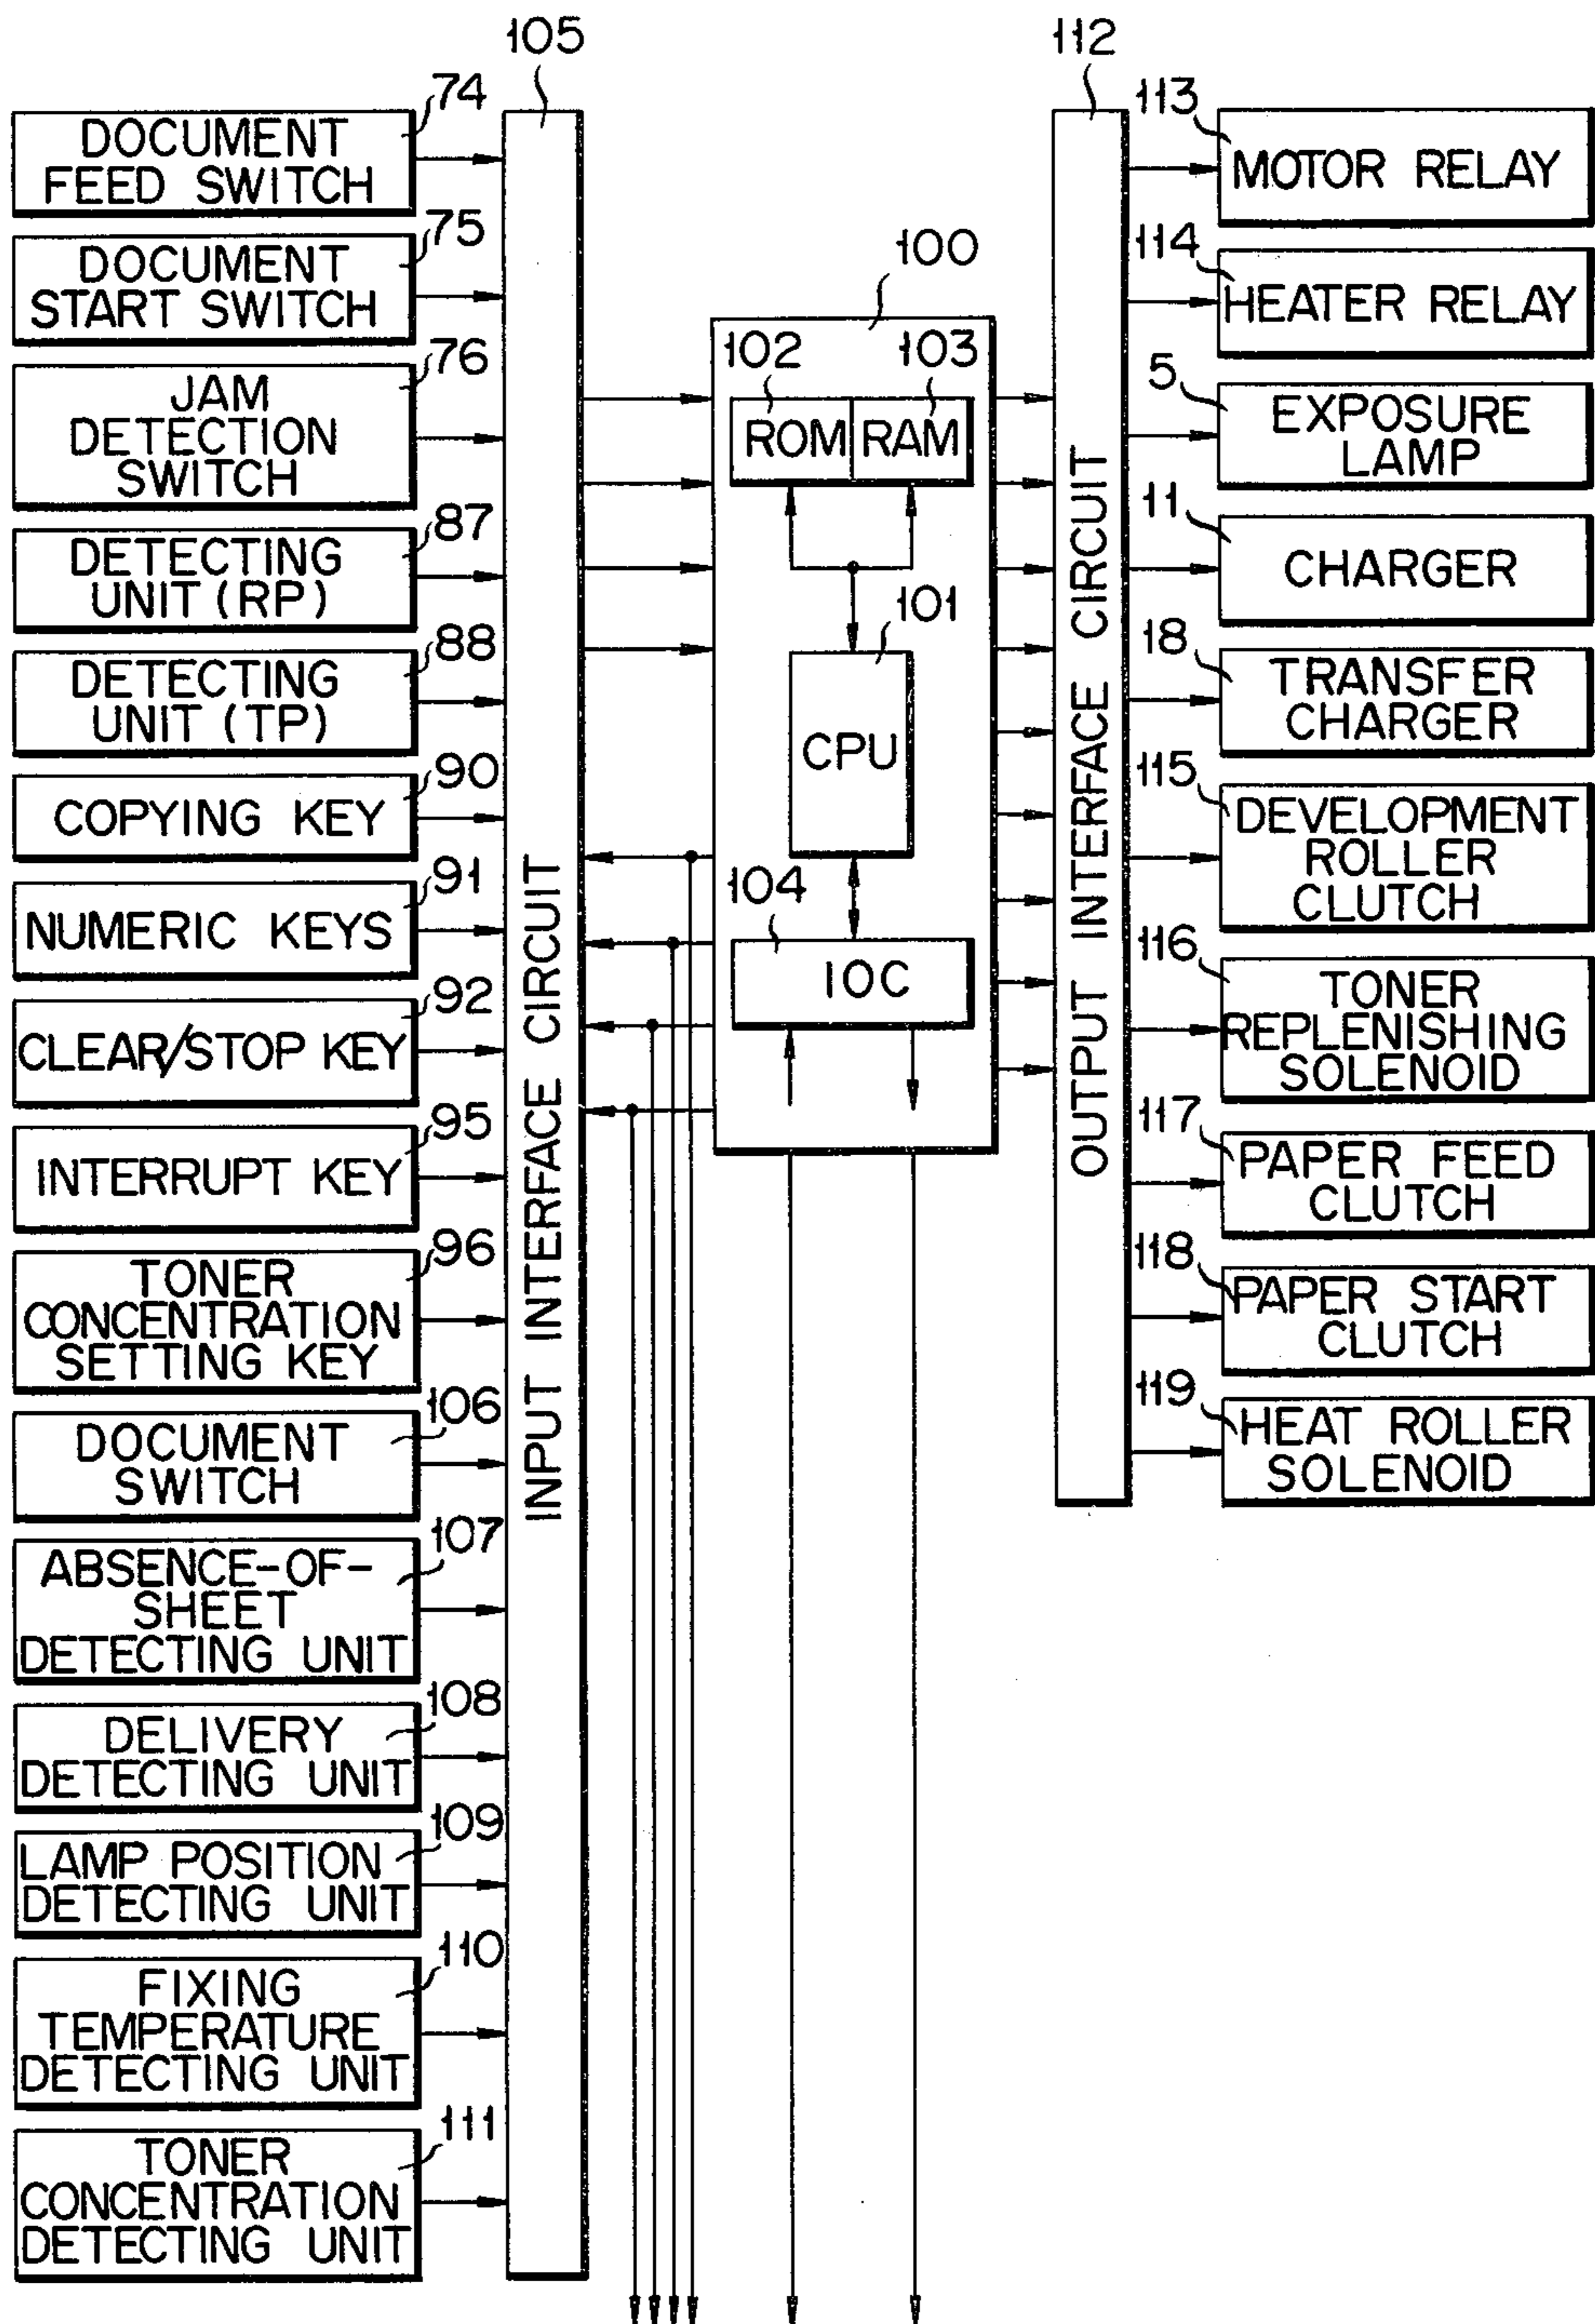 105
74
DOCUMENT
FEED SWITCH
75
DOCUMENT
START SWITCH
76
JAM
DETECTION
SWITCH
87
DETECTING
UNIT (RP)
88
DETECTING
UNIT (TP)
90
COPYING KEY
91
NUMERIC KEYS
92
CLEAR/STOP KEY
95
INTERRUPT KEY
96
TONER
CONCENTRATION
SETTING KEY
106
DOCUMENT
SWITCH
107
ABSENCE-OF-
SHEET
DETECTING UNIT
108
DELIVERY
DETECTING UNIT
109
LAMP POSITION
DETECTING UNIT
110
FIXING
TEMPERATURE
DETECTING UNIT
111
TONER
CONCENTRATION
DETECTING UNIT
INPUT INTERFACE CIRCUIT
100
102
103
ROM
RAM
101
CPU
104
IOC
112
OUTPUT INTERFACE CIRCUIT
113
MOTOR RELAY
114
HEATER RELAY
5
EXPOSURE
LAMP
11
CHARGER
18
TRANSFER
CHARGER
115
DEVELOPMENT
ROLLER
CLUTCH
116
TONER
REPLENISHING
SOLENOID
117
PAPER FEED
CLUTCH
118
PAPER START
CLUTCH
119
HEAT ROLLER
SOLENOID